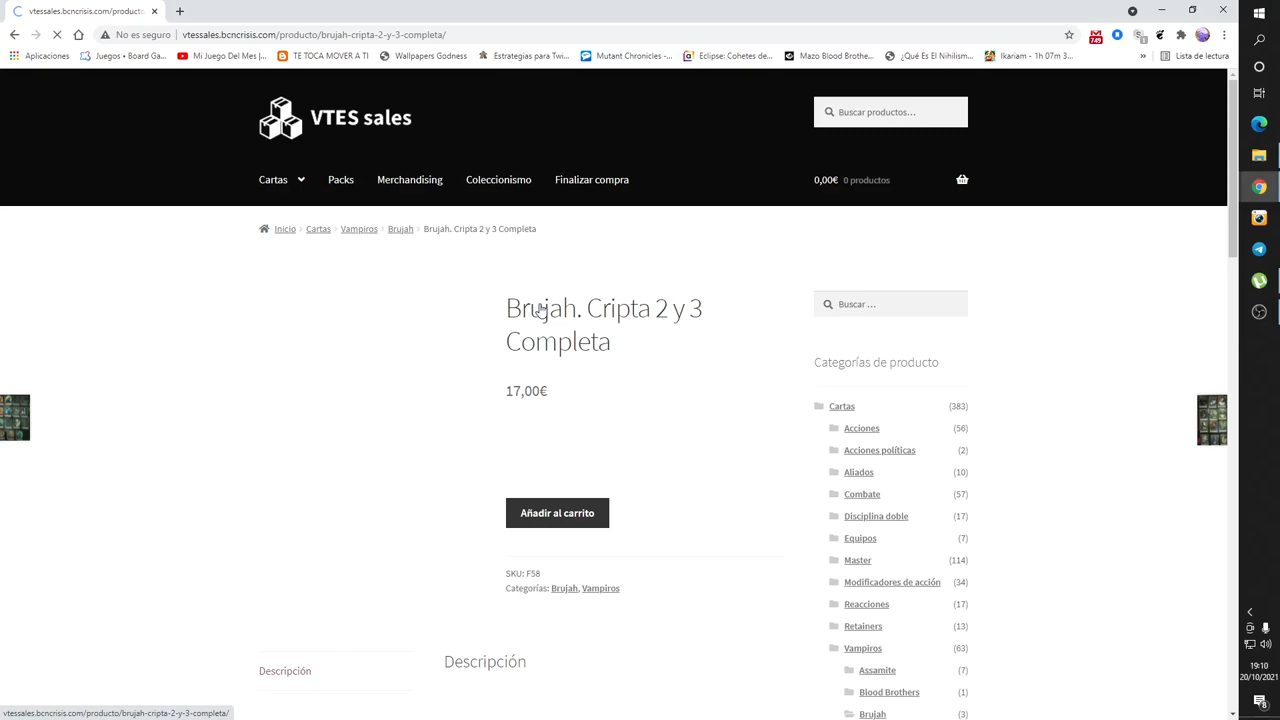 vtessales.bcncrisis.com/produ
No es seguro
vtessales.bcncrisis.com/producto/brujah-cripta-2-y-3-completa/
749
Aplicaciones
Juegos • Board Ga...
Mi Juego Del Mes |...
TE TOCA MOVER A TI
Wallpapers Godness
Estrategias para Twi...
Mutant Chronicles -...
Eclipse: Cohetes de...
Mazo Blood Brothe...
¿Qué Es El Nihilism...
Ikariam - 1h 07m 3...
»
Lista de lectura
VTES sales
Buscar productos…
Cartas
Packs
Merchandising
Coleccionismo
Finalizar compra
0,00€ 0 productos
Inicio › Cartas › Vampiros › Brujah › Brujah. Cripta 2 y 3 Completa
Brujah. Cripta 2 y 3
Completa
17,00€
Añadir al carrito
SKU: F58
Categorías: Brujah, Vampiros
Descripción
Descripción
Buscar …
Categorías de producto
Cartas (383)
Acciones (56)
Acciones políticas (2)
Aliados (10)
Combate (57)
Disciplina doble (17)
Equipos (7)
Master (114)
Modificadores de acción (34)
Reacciones (17)
Retainers (13)
Vampiros (63)
Assamite (7)
Blood Brothers (1)
Brujah (3)
vtessales.bcncrisis.com/producto/brujah-cripta-2-y-3-completa/
19:10
20/10/2021